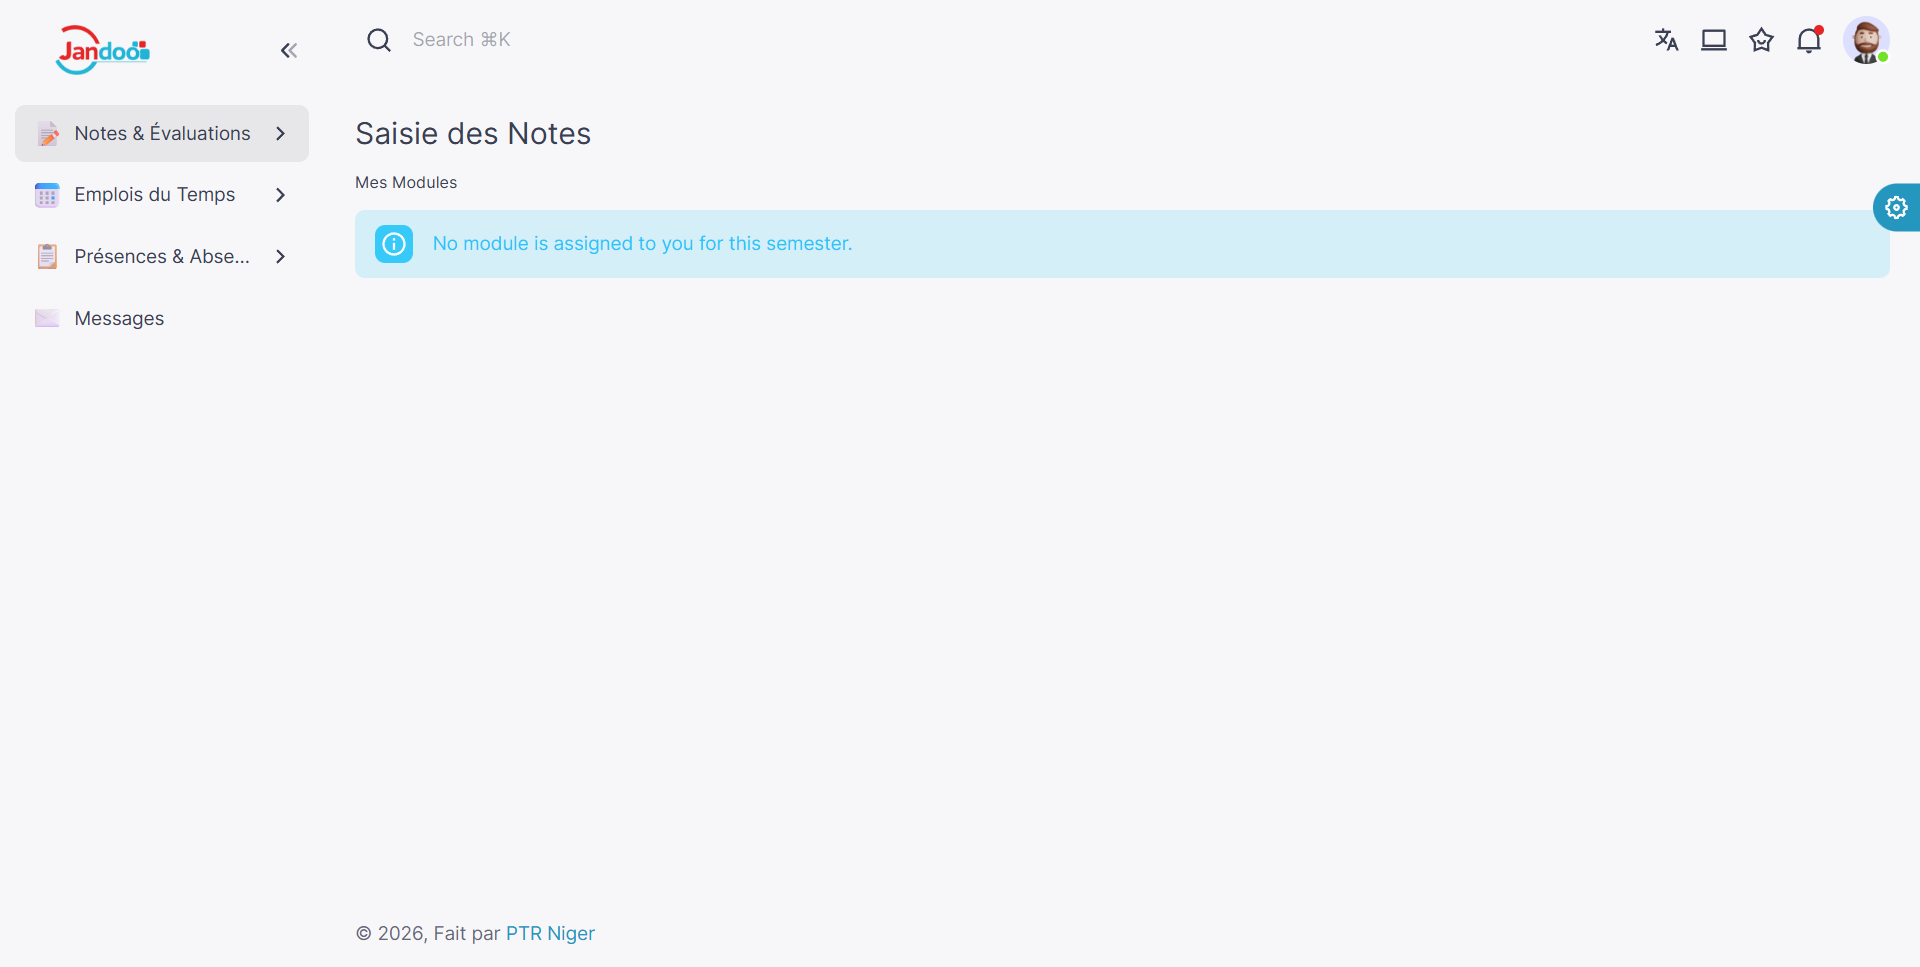 Jandoo
Search ⌘K
Notes & Évaluations
Emplois du Temps
Présences & Abse...
Messages
Saisie des Notes
Mes Modules
No module is assigned to you for this semester.
© 2026, Fait par PTR Niger